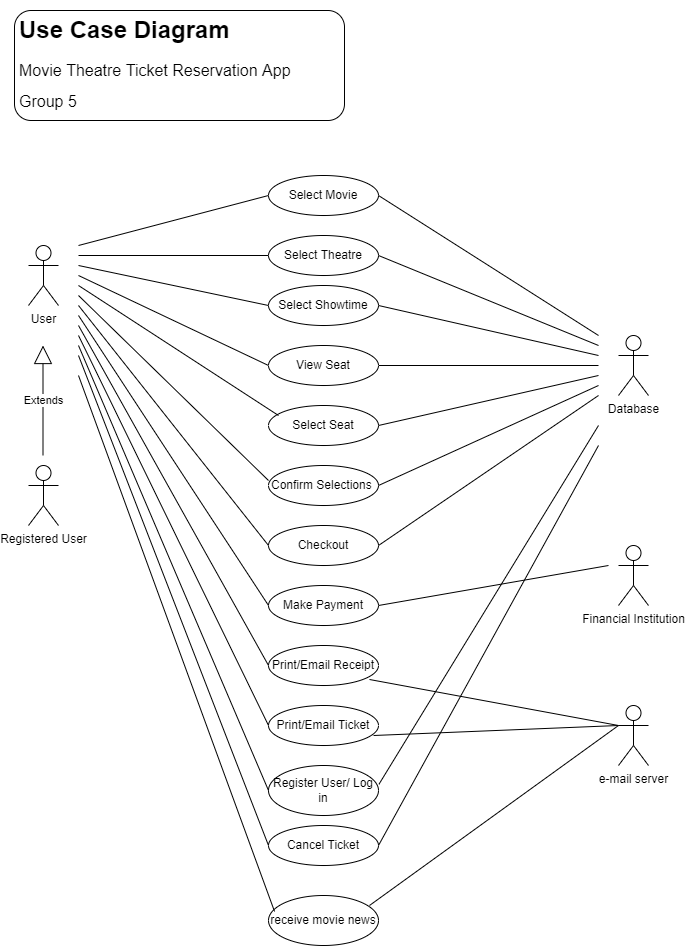 Use Case Diagram
Movie Theatre Ticket Reservation App
Group 5
Select Movie
Select Theatre
User
Select Showtime
View Seat
Extends
Database
Select Seat
Confirm Selections
Registered User
Checkout
Make Payment
Financial Institution
Print/Email Receipt
Print/Email Ticket
e-mail server
Register User/ Log
in
Cancel Ticket
receive movie news